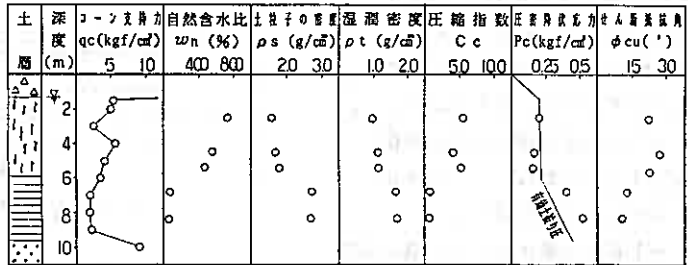 土層
深度(m)
コーン支持力
qc(kgf/c㎡)
5 10
自然含水比
wn (%)
400 800
土粒子の密度
ρs (g/c㎥)
2.0 3.0
湿潤密度
ρt (g/c㎥)
1.0 2.0
圧縮指数
Cc
5.0 10.0
圧密降伏応力
Pc(kgf/c㎡)
0.25 0.5
せん断抵抗角
φcu(°)
15 30
2
4
6
8
10
有効土被り圧